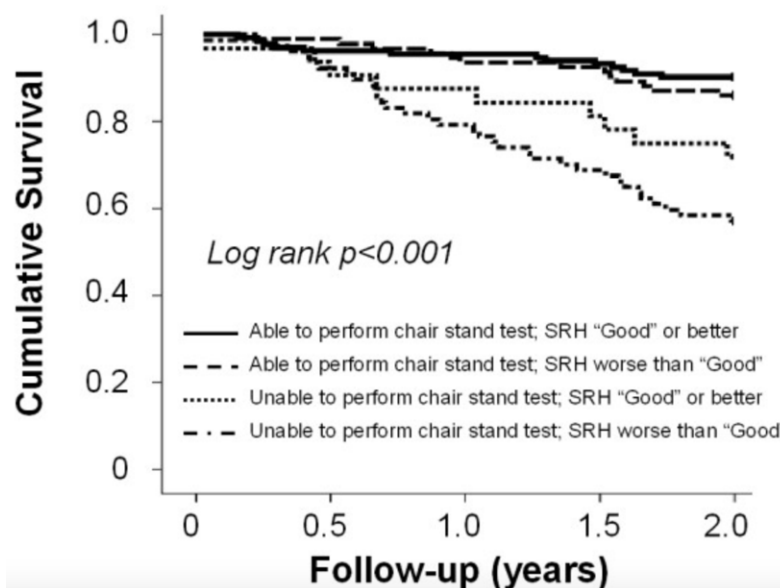 Cumulative Survival
1.0
0.8
0.6
0.4
0.2
0
Log rank p<0.001
Able to perform chair stand test; SRH “Good” or better
Able to perform chair stand test; SRH worse than “Good”
Unable to perform chair stand test; SRH “Good” or better
Unable to perform chair stand test; SRH worse than “Good
0 0.5 1.0 1.5 2.0
Follow-up (years)